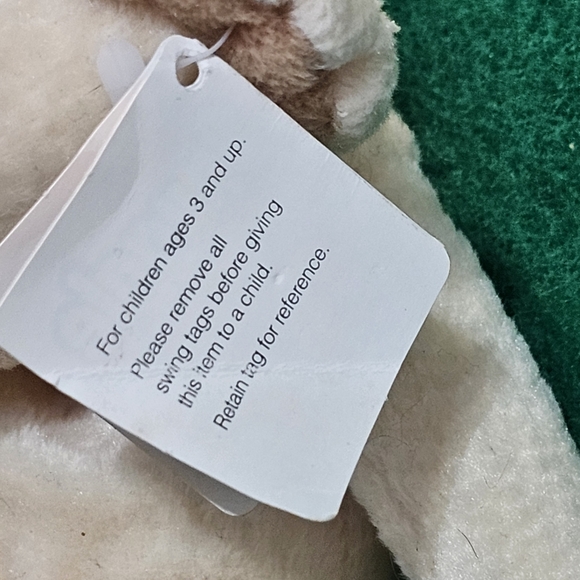 For children ages 3 and up.
Please remove all
swing tags before giving
this item to a child.
Retain tag for reference.